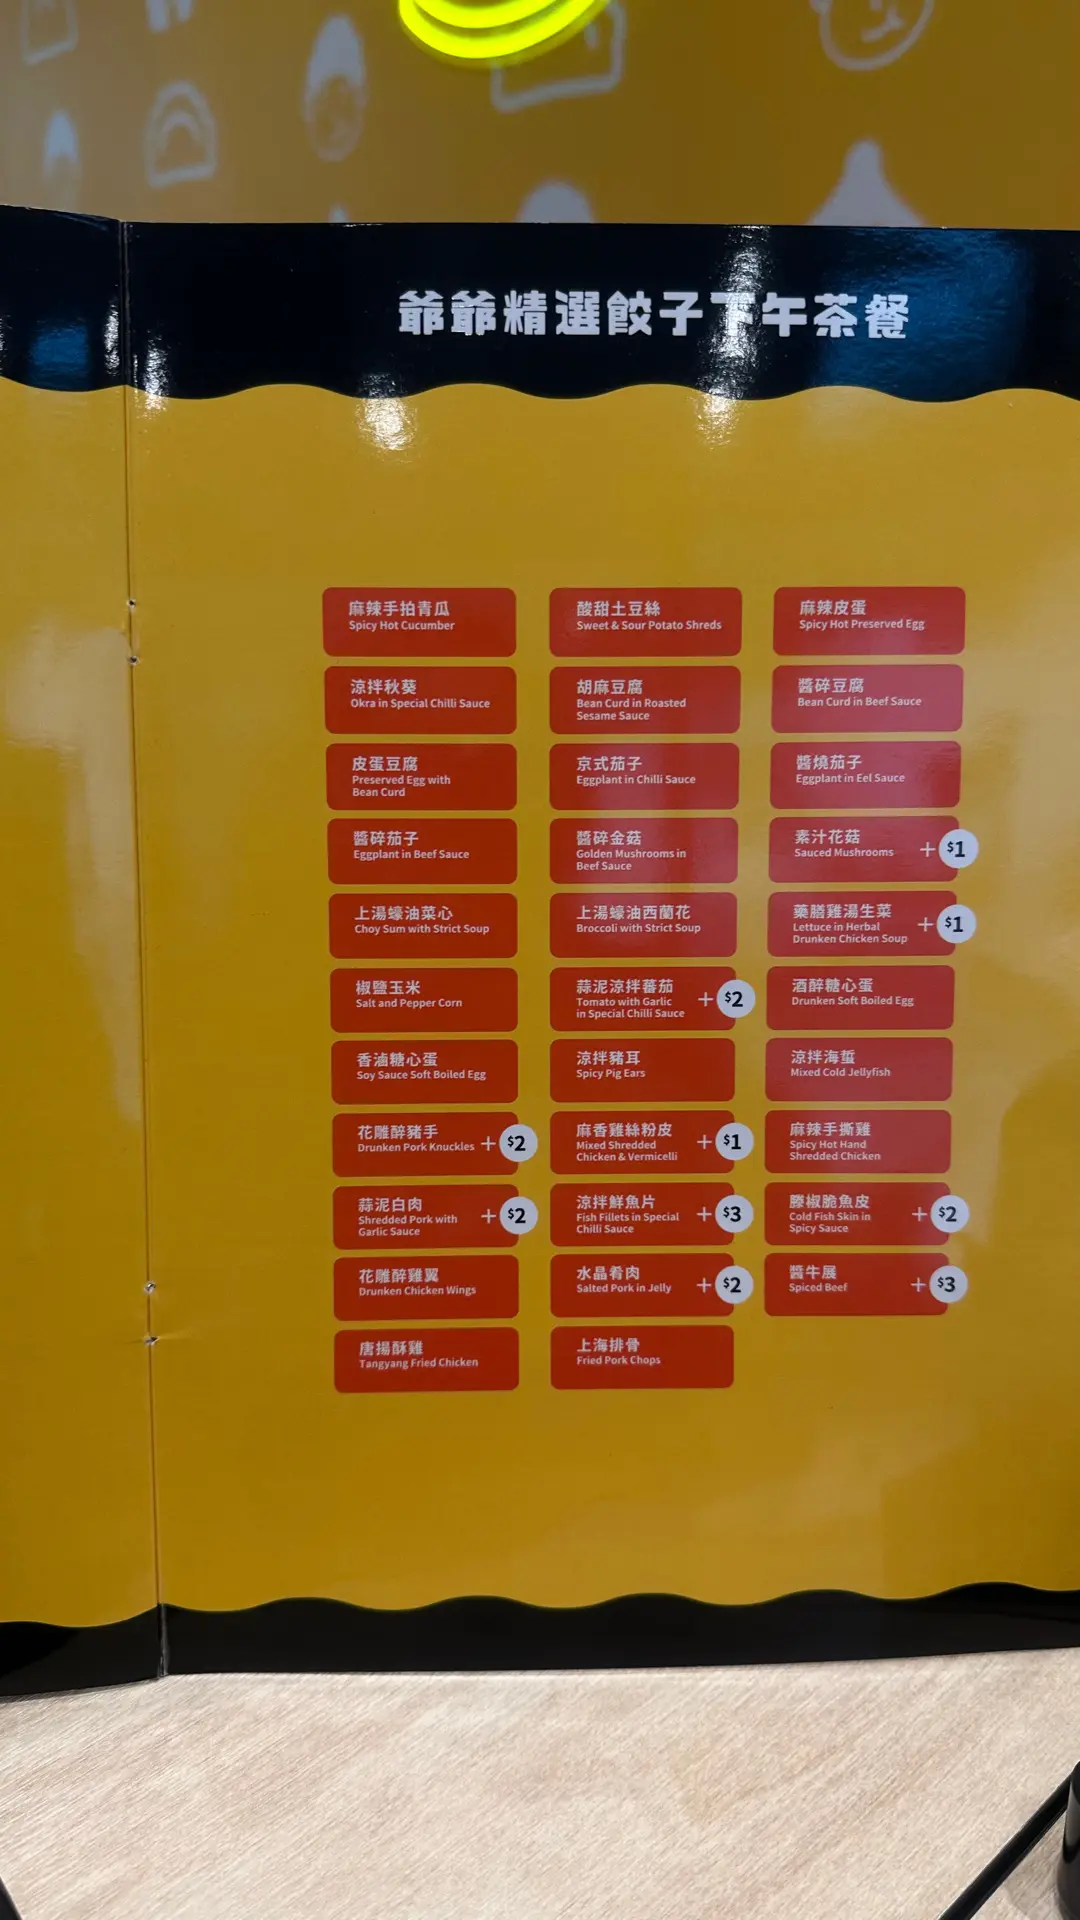 爺爺精選餃子下午茶餐
麻辣手拍青瓜
Spicy Hot Cucumber
酸甜土豆絲
Sweet & Sour Potato Shreds
麻辣皮蛋
Spicy Hot Preserved Egg
涼拌秋葵
Okra in Special Chilli Sauce
胡麻豆腐
Bean Curd in Roasted
Sesame Sauce
醬碎豆腐
Bean Curd in Beef Sauce
皮蛋豆腐
Preserved Egg with
Bean Curd
京式茄子
Eggplant in Chilli Sauce
醬燒茄子
Eggplant in Eel Sauce
醬碎茄子
Eggplant in Beef Sauce
醬碎金菇
Golden Mushrooms in
Beef Sauce
素汁花菇
Sauced Mushrooms
+ $1
上湯蠔油菜心
Choy Sum with Strict Soup
上湯蠔油西蘭花
Broccoli with Strict Soup
藥膳雞湯生菜
Lettuce in Herbal
Drunken Chicken Soup
+ $1
椒鹽玉米
Salt and Pepper Corn
蒜泥涼拌蕃茄
Tomato with Garlic
in Special Chilli Sauce
+ $2
酒醉糖心蛋
Drunken Soft Boiled Egg
香滷糖心蛋
Soy Sauce Soft Boiled Egg
涼拌豬耳
Spicy Pig Ears
涼拌海蜇
Mixed Cold Jellyfish
花雕醉豬手
Drunken Pork Knuckles
+ $2
麻香雞絲粉皮
Mixed Shredded
Chicken & Vermicelli
+ $1
麻辣手撕雞
Spicy Hot Hand
Shredded Chicken
蒜泥白肉
Shredded Pork with
Garlic Sauce
+ $2
涼拌鮮魚片
Fish Fillets in Special
Chilli Sauce
+ $3
籐椒脆魚皮
Cold Fish Skin in
Spicy Sauce
+ $2
花雕醉雞翼
Drunken Chicken Wings
水晶肴肉
Salted Pork in Jelly
+ $2
醬牛展
Spiced Beef
+ $3
唐揚酥雞
Tangyang Fried Chicken
上海排骨
Fried Pork Chops